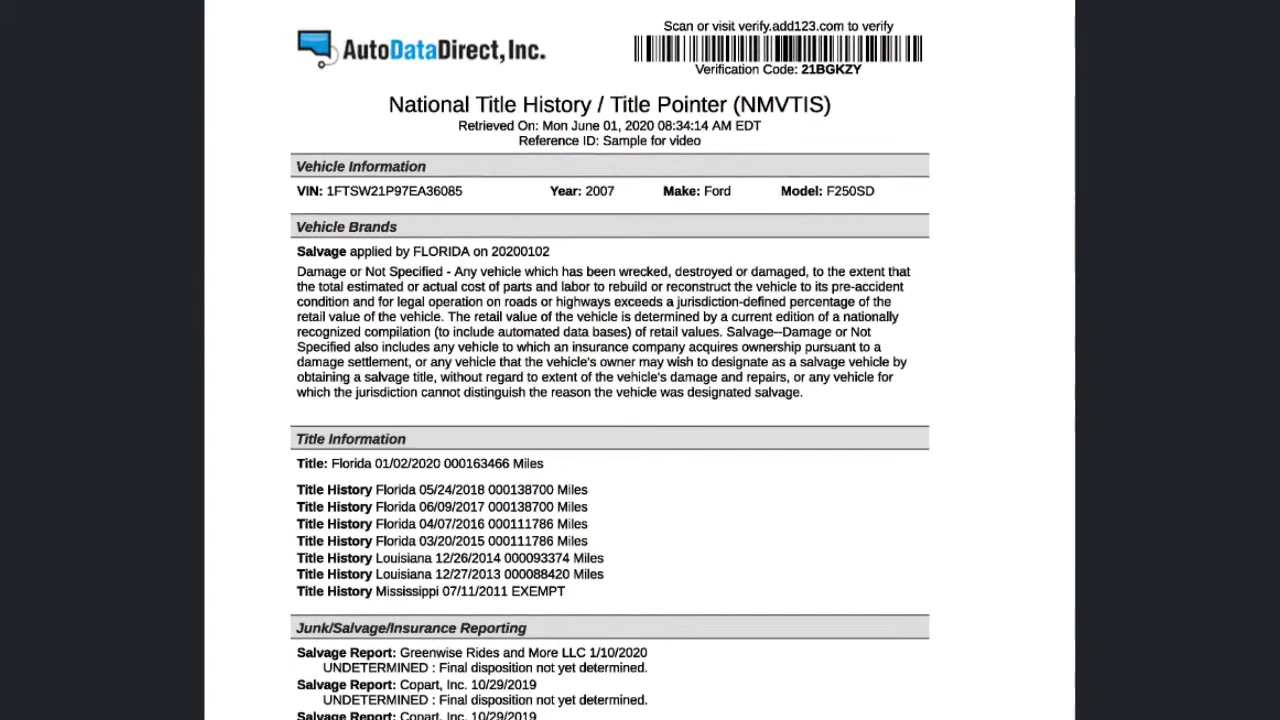 Scan or visit verify.add123.com to verify
AutoDataDirect, Inc.
Verification Code: 21BGKZY
National Title History / Title Pointer (NMVTIS)
Retrieved On: Mon June 01, 2020 08:34:14 AM EDT
Reference ID: Sample for video
Vehicle Information
VIN: 1FTSW21P97EA36085 Year: 2007 Make: Ford Model: F250SD
Vehicle Brands
Salvage applied by FLORIDA on 20200102
Damage or Not Specified - Any vehicle which has been wrecked, destroyed or damaged, to the extent that
the total estimated or actual cost of parts and labor to rebuild or reconstruct the vehicle to its pre-accident
condition and for legal operation on roads or highways exceeds a jurisdiction-defined percentage of the
retail value of the vehicle. The retail value of the vehicle is determined by a current edition of a nationally
recognized compilation (to include automated data bases) of retail values. Salvage--Damage or Not
Specified also includes any vehicle to which an insurance company acquires ownership pursuant to a
damage settlement, or any vehicle that the vehicle's owner may wish to designate as a salvage vehicle by
obtaining a salvage title, without regard to extent of the vehicle's damage and repairs, or any vehicle for
which the jurisdiction cannot distinguish the reason the vehicle was designated salvage.
Title Information
Title: Florida 01/02/2020 000163466 Miles
Title History Florida 05/24/2018 000138700 Miles
Title History Florida 06/09/2017 000138700 Miles
Title History Florida 04/07/2016 000111786 Miles
Title History Florida 03/20/2015 000111786 Miles
Title History Louisiana 12/26/2014 000093374 Miles
Title History Louisiana 12/27/2013 000088420 Miles
Title History Mississippi 07/11/2011 EXEMPT
Junk/Salvage/Insurance Reporting
Salvage Report: Greenwise Rides and More LLC 1/10/2020
UNDETERMINED : Final disposition not yet determined.
Salvage Report: Copart, Inc. 10/29/2019
UNDETERMINED : Final disposition not yet determined.
Salvage Report: Copart, Inc. 10/29/2019